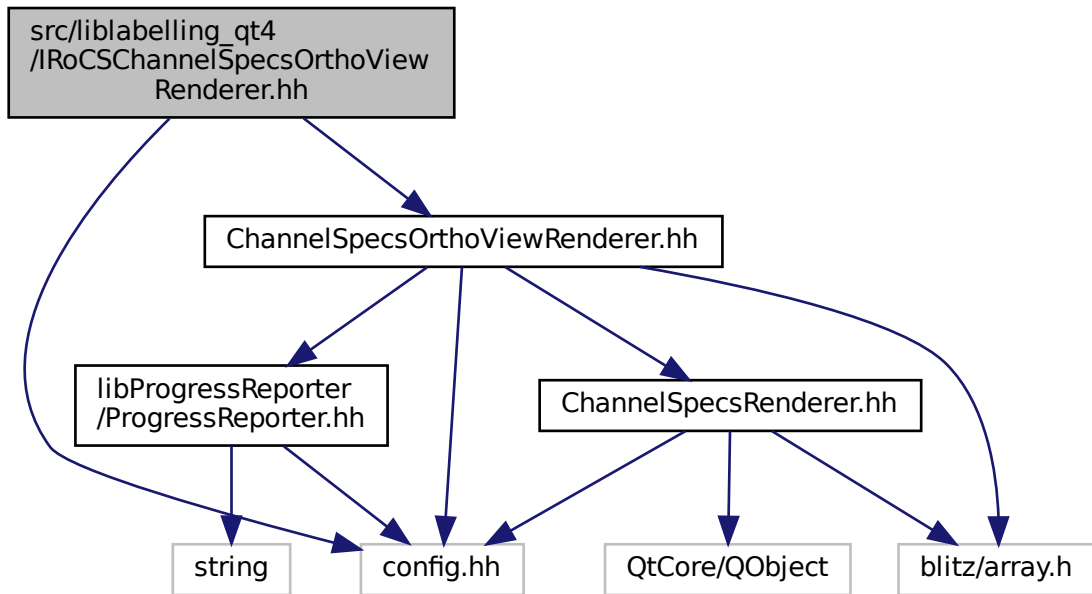 src/liblabelling_qt4
/IRoCSChannelSpecsOrthoView
Renderer.hh
ChannelSpecsOrthoViewRenderer.hh
libProgressReporter
/ProgressReporter.hh
ChannelSpecsRenderer.hh
string
config.hh
QtCore/QObject
blitz/array.h